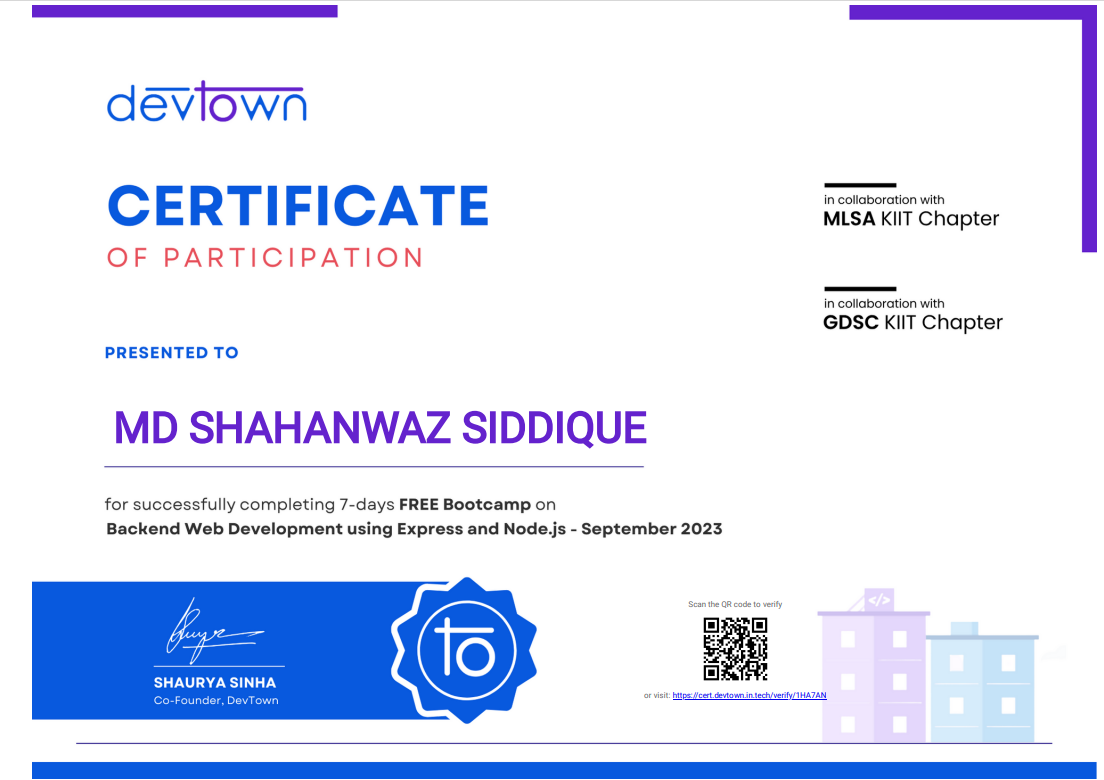 devtown
CERTIFICATE
OF PARTICIPATION
in collaboration with
MLSA KIIT Chapter
in collaboration with
GDSC KIIT Chapter
PRESENTED TO
MD SHAHANWAZ SIDDIQUE
for successfully completing 7-days FREE Bootcamp on
Backend Web Development using Express and Node.js - September 2023
SHAURYA SINHA
Co-Founder, DevTown
to
Scan the QR code to verify
or visit: https://cert.devtown.in.tech/verify/1HA7AN
</>